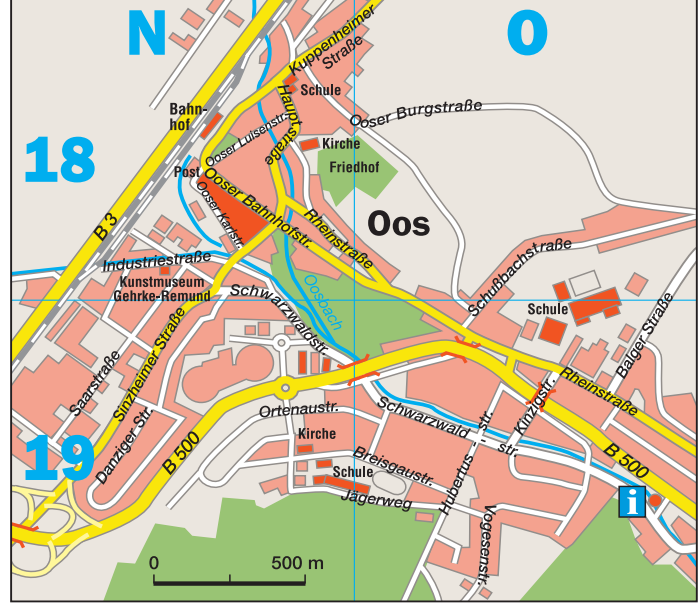 N
O
Kuppenheimer
Straße
Schule
Bahn-
hof
Haupt-
straße
Ooser Burgstraße
Ooser Luisenstr.
Kirche
18
Post
Friedhof
Ooser Karlstr.
Ooser Bahnhofstr.
Rheinstraße
Oos
B 3
Industriestraße
Schußbachstraße
Kunstmuseum
Gehrke-Remund
Oosbach
Schwarzwaldstr.
Schule
Sinzheimer Straße
Balger Straße
Saarstraße
Rheinstraße
Kinzigstr.
Ortenaustr.
Schwarzwald-
str.
Danziger Str.
Kirche
19
B 500
Breisgaustr.
Hubertus-
str.
B 500
Schule
Jägerweg
i
Vogesenstr.
0
500 m